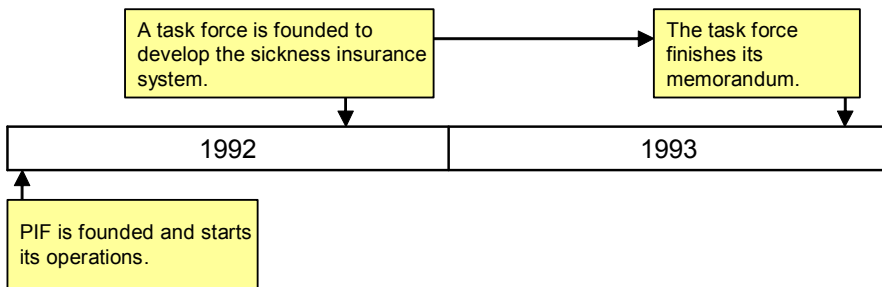 A task force is founded to
develop the sickness insurance
system.
The task force
finishes its
memorandum.
1992
1993
PIF is founded and starts
its operations.